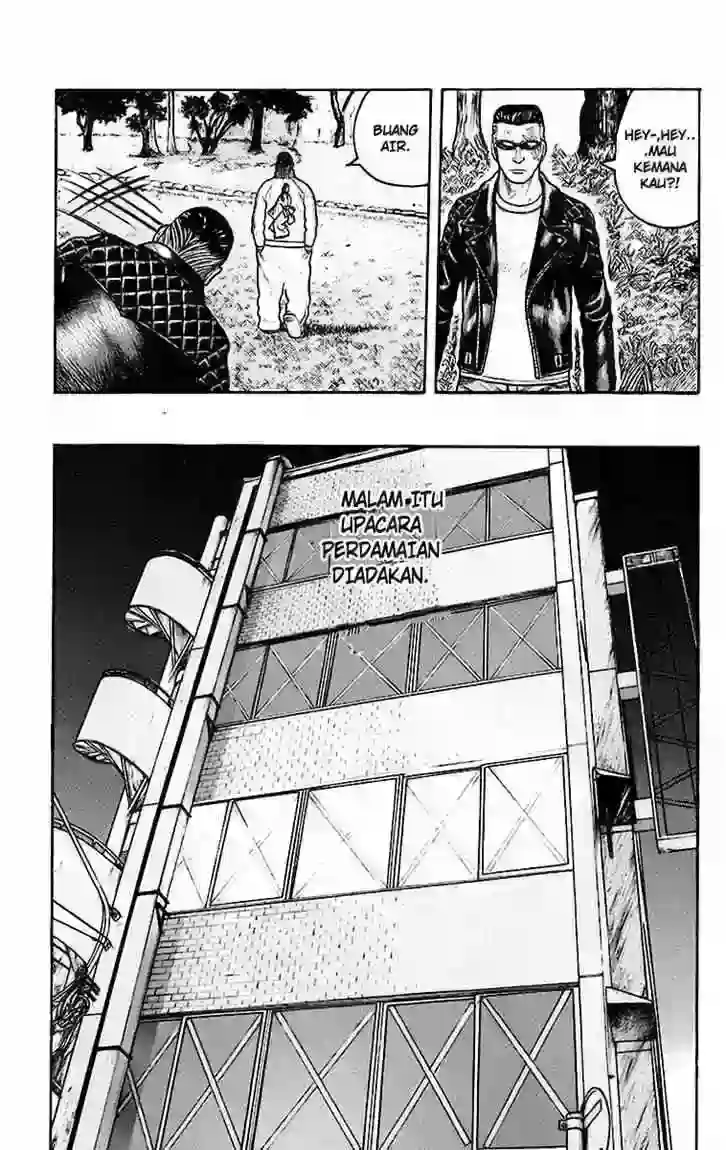 HEY-,HEY..
.MAU
KEMANA
KAU?!
BUANG
AIR.
MALAM ITU
UPACARA
PERDAMAIAN
DIADAKAN.